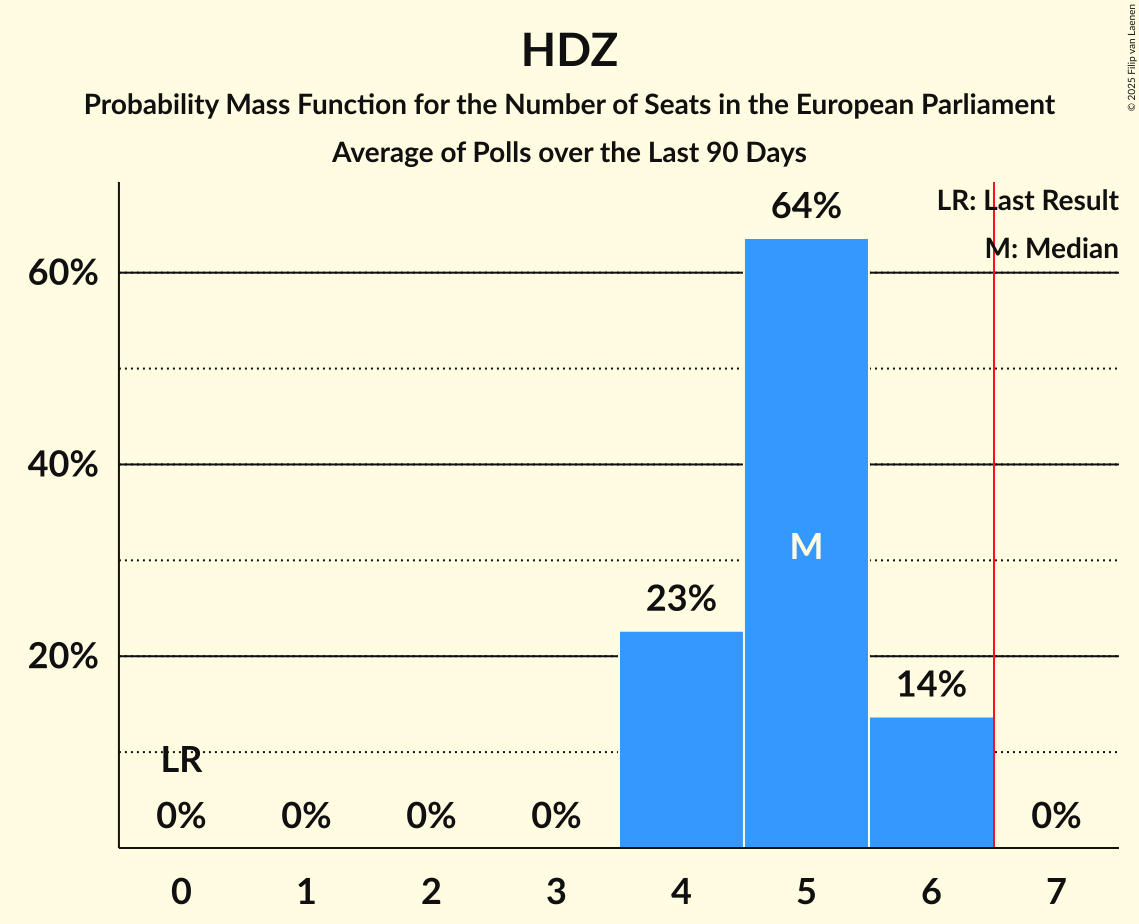 HDZ
Probability Mass Function for the Number of Seats in the European Parliament
Average of Polls over the Last 90 Days
© 2025 Filip van Laenen
LR: Last Result
M: Median
64%
60%
40%
M
23%
20%
14%
LR
0% 0% 0% 0% 0%
0 1 2 3 4 5 6 7